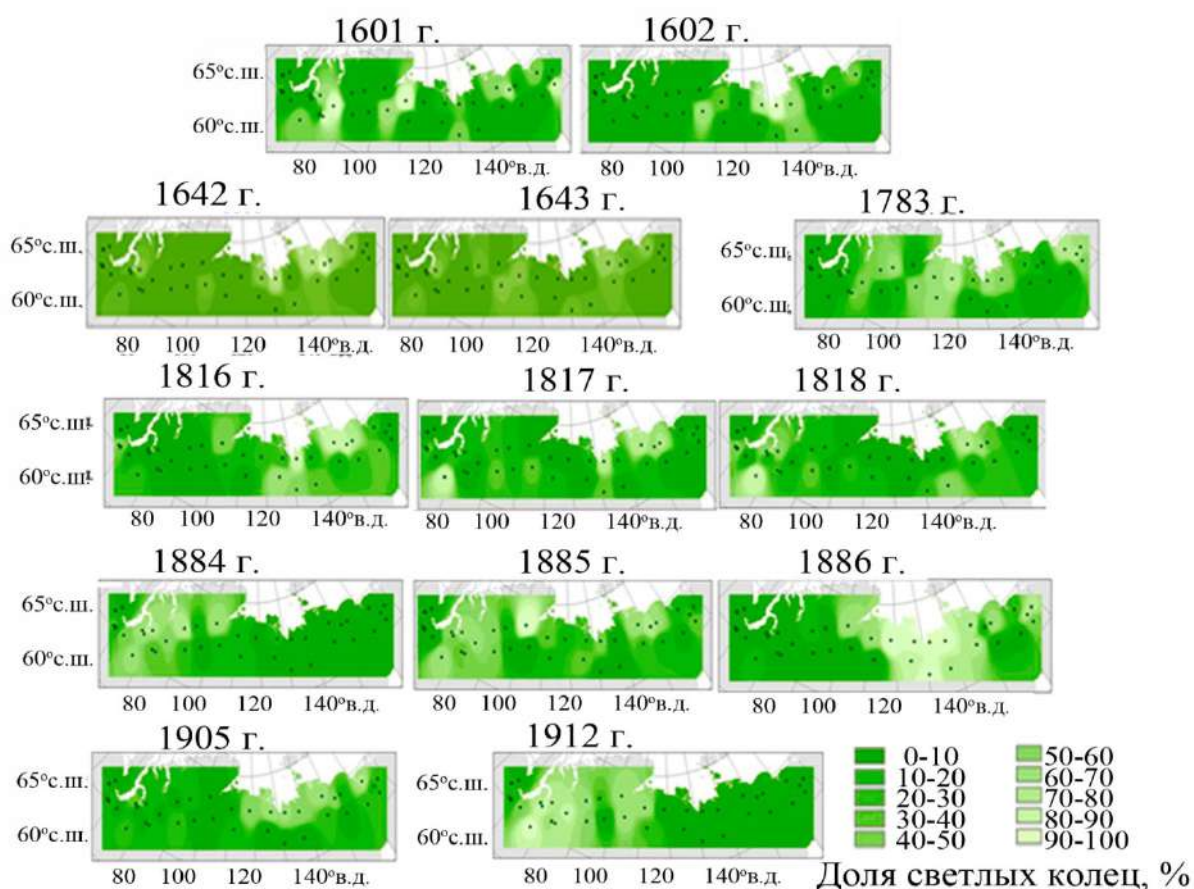 1601 г. 1602 г.
65°с.ш.
60°с.ш.
80 100 120 140°в.д. 80 100 120 140°в.д.
1642 г. 1643 г. 1783 г.
65°с.ш. 65°с.ш.
60°с.ш. 60°с.ш.
80 100 120 140°в.д. 80 100 120 140°в.д. 80 100 120 140°в.д.
1816 г. 1817 г. 1818 г.
65°с.ш.
60°с.ш.
80 100 120 140°в.д. 80 100 120 140°в.д. 80 100 120 140°в.д.
1884 г. 1885 г. 1886 г.
65°с.ш.
60°с.ш.
80 100 120 140°в.д. 80 100 120 140°в.д. 80 100 120 140°в.д.
1905 г. 1912 г.
65°с.ш. 65°с.ш.
60°с.ш. 60°с.ш.
80 100 120 140°в.д. 80 100 120 140°в.д.
0-10 50-60
10-20 60-70
20-30 70-80
30-40 80-90
40-50 90-100
Доля светлых колец, %